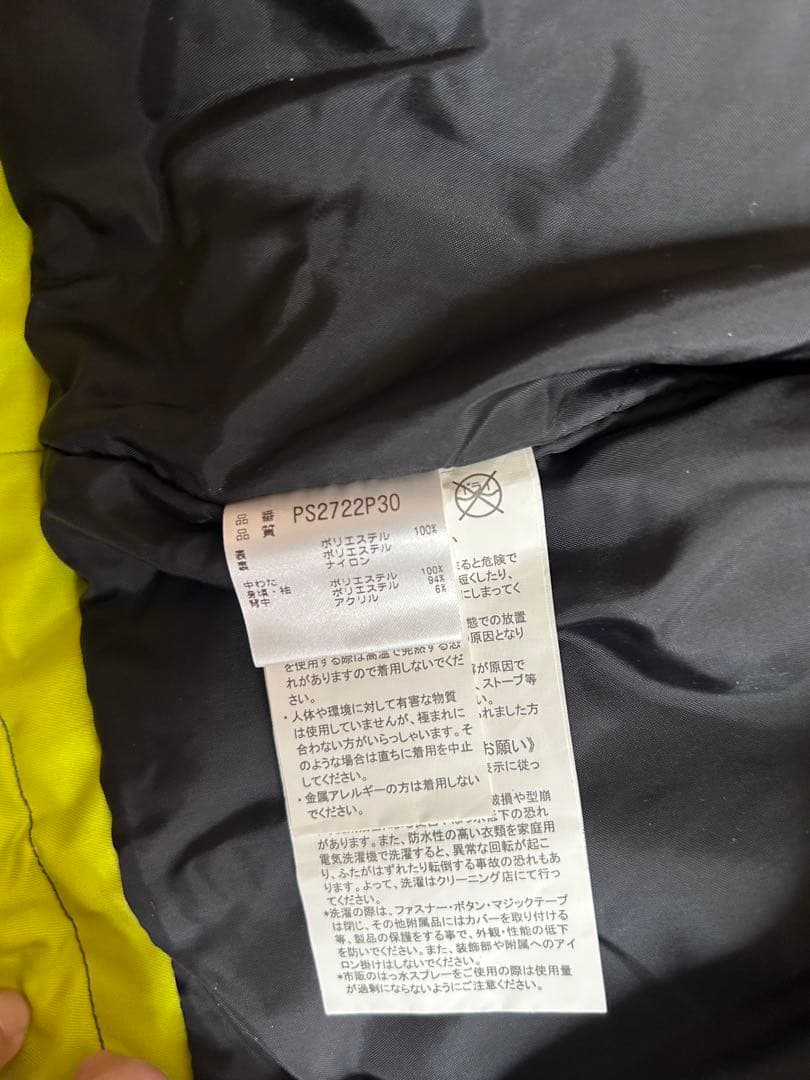 品番 PS2722P30
品質
表 ポリエステル 100%
裏 ポリエステル
ナイロン
中わた ポリエステル 100%
身頃・袖 ポリエステル 94%
背中 アクリル 6%
ドライ
ると危険で
短くしたり、
にしまってく
態での放置
原因となり
が原因で
、ストーブ等
い。
われました方
お願い》
表示に従っ
破損や型崩
を使用する際は高温で発熱する恐
れがありますので着用しないでくだ
さい。
・人体や環境に対して有害な物質
は使用していませんが、極まれに
合わない方がいらっしゃいます。そ
のような場合は直ちに着用を中止
してください。
・金属アレルギーの方は着用しない
でください。
水低下の恐れ
があります。また、防水性の高い衣類を家庭用
電気洗濯機で洗濯すると、異常な回転が起こ
り、ふたがはずれたり転倒する事故の恐れもあ
ります。よって、洗濯はクリーニング店にて行っ
てください。
*洗濯の際は、ファスナー・ボタン・マジックテープ
は閉じ、その他附属品にはカバーを取り付ける
等、製品の保護をする事で、外観・性能の低下
を防いでください。また、装飾部や附属へのアイ
ロン掛けはしないでください。
*市販のはっ水スプレーをご使用の際は使用量
が過剰にならないようにご注意ください。